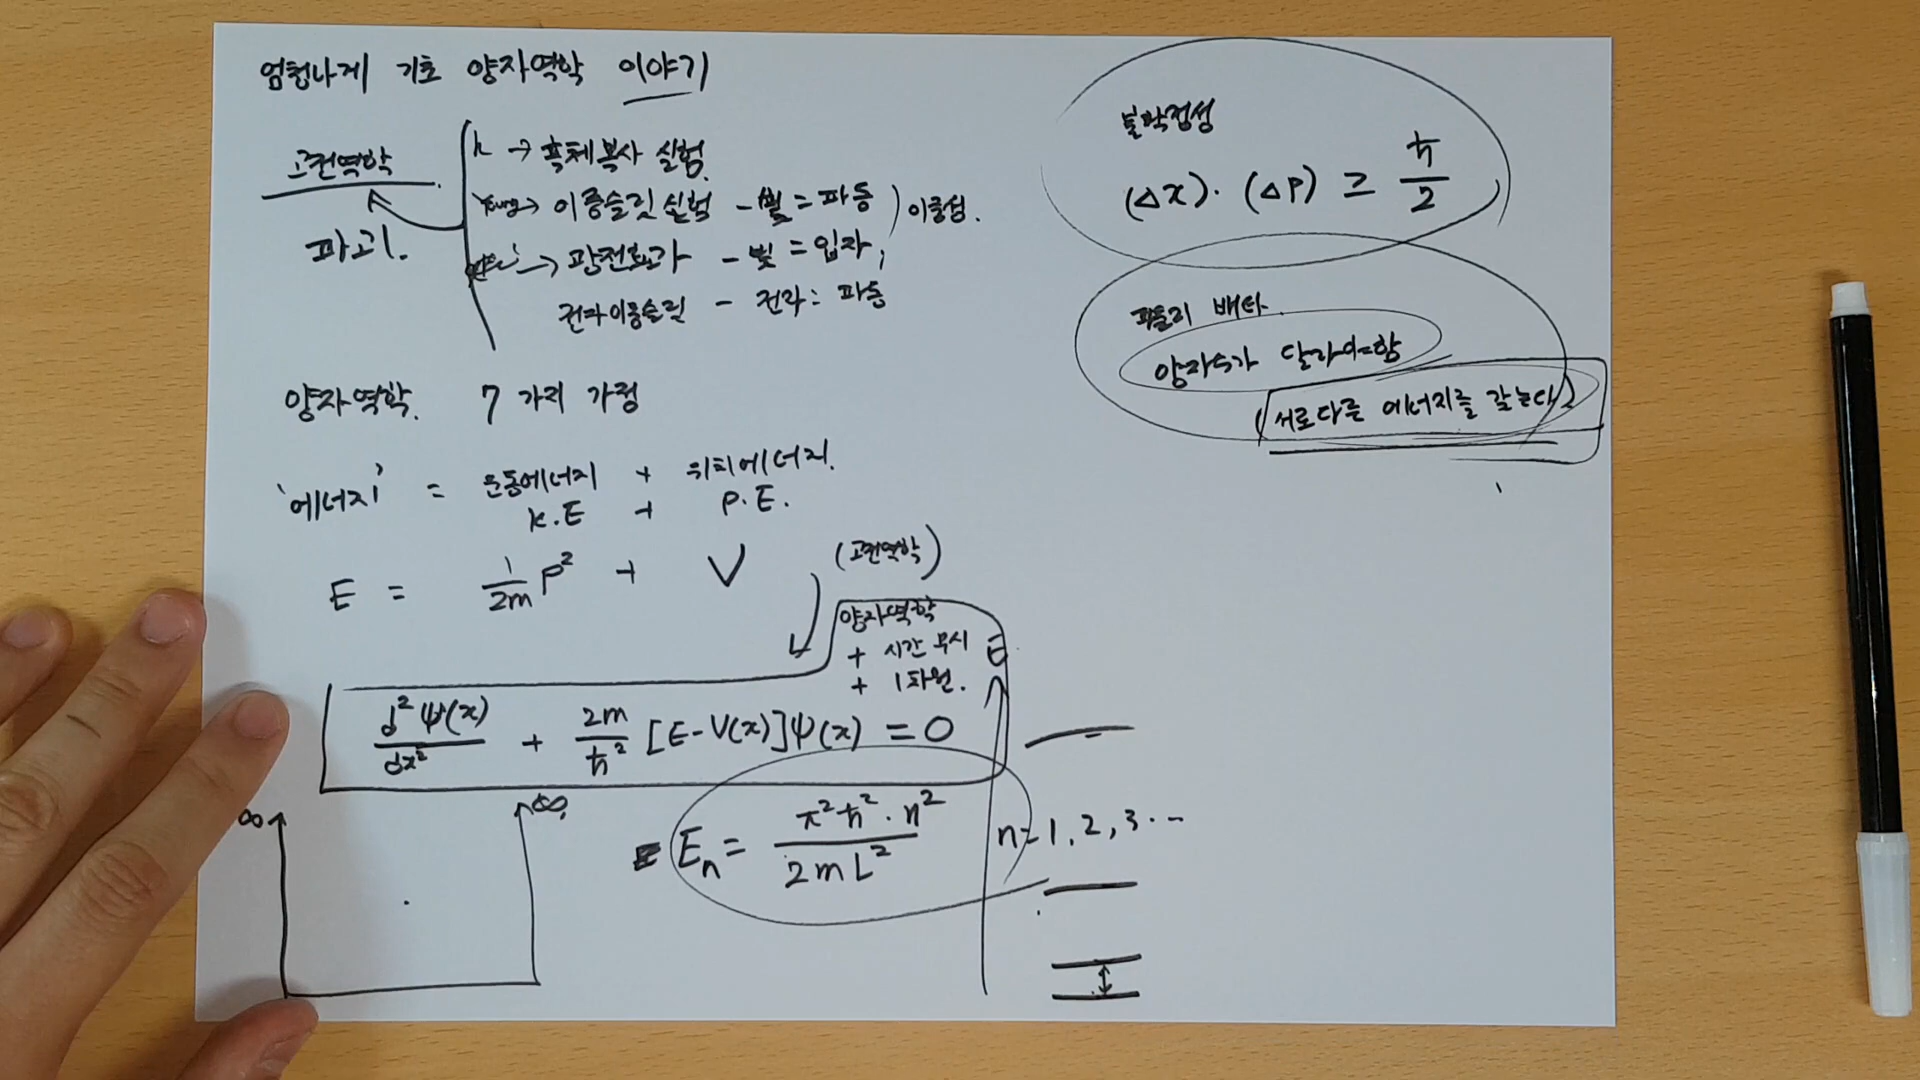 엄청나게 기초 양자역학 이야기
고전역학
파고기.
h → 흑체복사 실험.
Young → 이중슬릿 실험 - 빛 = 파동
→ 광전효과 - 빛 = 입자,
) 이중성.
전자이중슬릿 - 전자 = 파동
양자역학. 7 가지 가정
'에너지' = 운동에너지 + 위치에너지.
K.E + P.E.
E = 1/2m P² + V
(고전역학)
양자역학
+ 시간 무시
+ 1차원.
d²ψ(x)/dx² + 2m/ħ² [E-V(x)]ψ(x) = 0
∞ ∞
Eₙ = π²ħ²·n² / 2mL² n=1, 2, 3 ...
E
불확정성
(Δx)·(ΔP) ≥ ħ/2
파울리 배타.
양자수가 달라야함
(서로다른 에너지를 갖는다)